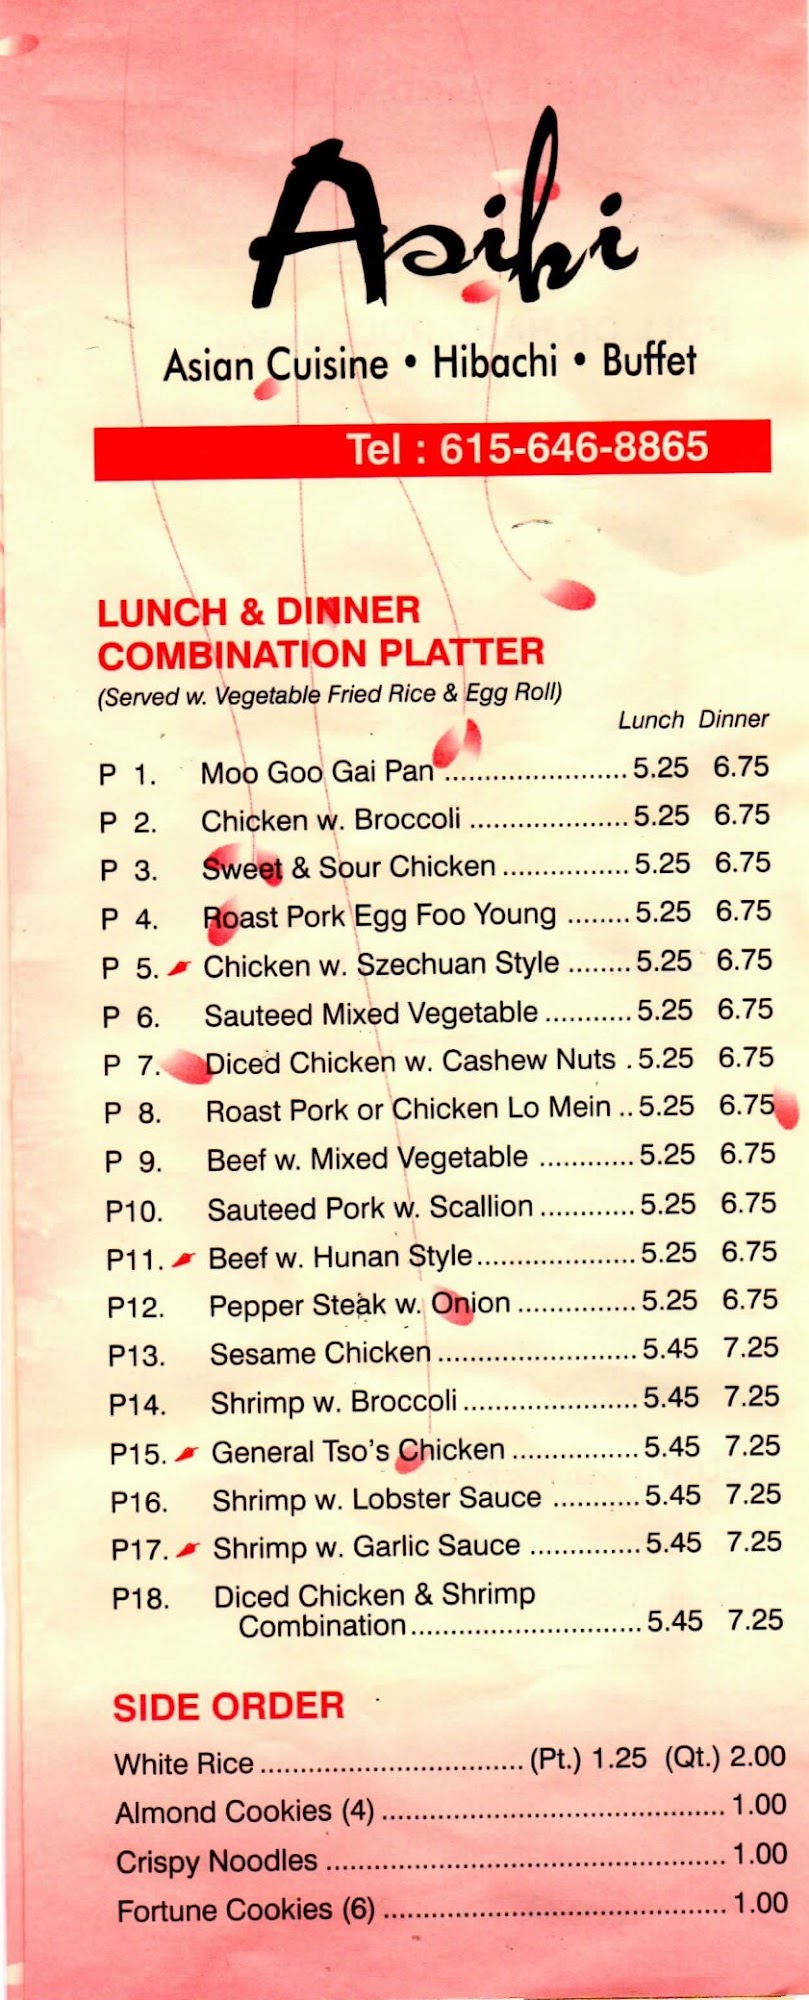 Asihi
Asian Cuisine • Hibachi • Buffet
Tel : 615-646-8865
LUNCH & DINNER
COMBINATION PLATTER
(Served w. Vegetable Fried Rice & Egg Roll)
Lunch Dinner
P 1. Moo Goo Gai Pan ....................... 5.25 6.75
P 2. Chicken w. Broccoli .................... 5.25 6.75
P 3. Sweet & Sour Chicken ................ 5.25 6.75
P 4. Roast Pork Egg Foo Young ........ 5.25 6.75
P 5. Chicken w. Szechuan Style ........ 5.25 6.75
P 6. Sauteed Mixed Vegetable ........... 5.25 6.75
P 7. Diced Chicken w. Cashew Nuts . 5.25 6.75
P 8. Roast Pork or Chicken Lo Mein .. 5.25 6.75
P 9. Beef w. Mixed Vegetable ............ 5.25 6.75
P10. Sauteed Pork w. Scallion ............ 5.25 6.75
P11. Beef w. Hunan Style.................... 5.25 6.75
P12. Pepper Steak w. Onion ............... 5.25 6.75
P13. Sesame Chicken ......................... 5.45 7.25
P14. Shrimp w. Broccoli ...................... 5.45 7.25
P15. General Tso's Chicken ................ 5.45 7.25
P16. Shrimp w. Lobster Sauce ........... 5.45 7.25
P17. Shrimp w. Garlic Sauce .............. 5.45 7.25
P18. Diced Chicken & Shrimp
Combination............................. 5.45 7.25
SIDE ORDER
White Rice ................................. (Pt.) 1.25 (Qt.) 2.00
Almond Cookies (4) ........................................... 1.00
Crispy Noodles .................................................. 1.00
Fortune Cookies (6) ........................................... 1.00